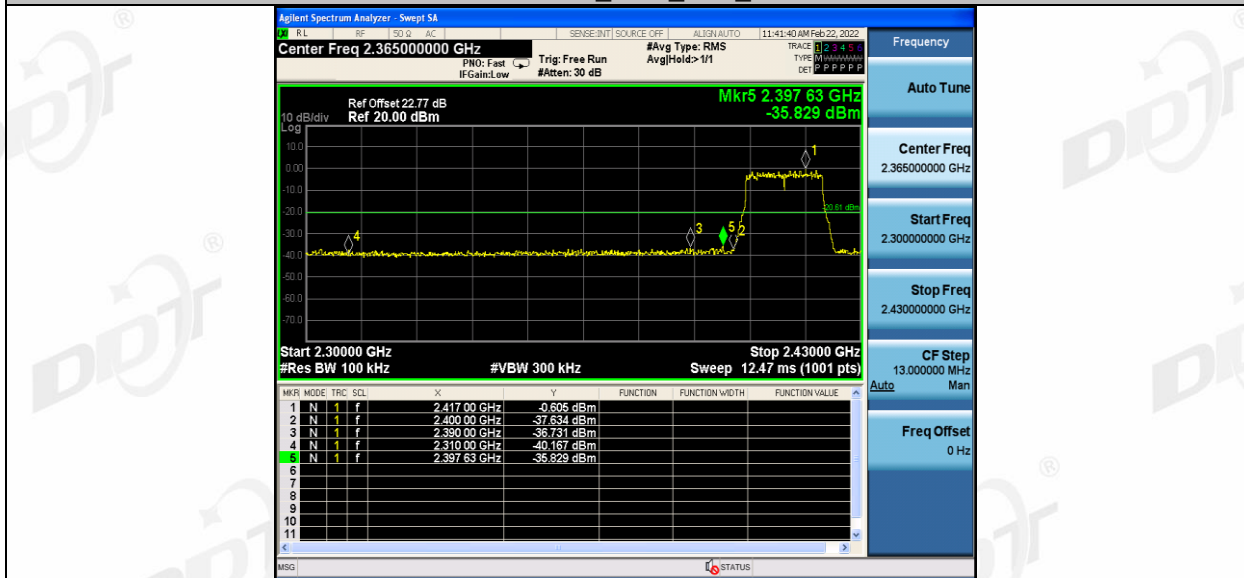 Agilent Spectrum Analyzer - Swept SA
RL RF 50 Ω AC SENSE:INT SOURCE OFF ALIGN AUTO 11:41:40 AM Feb 22, 2022
Center Freq 2.365000000 GHz #Avg Type: RMS TRACE 1 2 3 4 5 6
PNO: Fast Trig: Free Run Avg|Hold:>1/1 TYPE M
IFGain:Low #Atten: 30 dB DET P P P P P P
Frequency
Auto Tune
Center Freq
2.365000000 GHz
Start Freq
2.300000000 GHz
Stop Freq
2.430000000 GHz
CF Step
13.000000 MHz
Auto Man
Freq Offset
0 Hz
Mkr5 2.397 63 GHz
-35.829 dBm
Ref Offset 22.77 dB
10 dB/div Ref 20.00 dBm
Log
10.0
0.00
-10.0
-20.0
-30.0
-40.0
-50.0
-60.0
-70.0
1
-20.61 dBm
4 3 5 2
Start 2.30000 GHz Stop 2.43000 GHz
#Res BW 100 kHz #VBW 300 kHz Sweep 12.47 ms (1001 pts)
MKR MODE TRC SCL X Y FUNCTION FUNCTION WIDTH FUNCTION VALUE
1 N 1 f 2.417 00 GHz -0.605 dBm
2 N 1 f 2.400 00 GHz -37.634 dBm
3 N 1 f 2.390 00 GHz -36.731 dBm
4 N 1 f 2.310 00 GHz -40.167 dBm
5 N 1 f 2.397 63 GHz -35.829 dBm
6
7
8
9
10
11
MSG STATUS
DDT
DDT
DDT
DDT
DDT